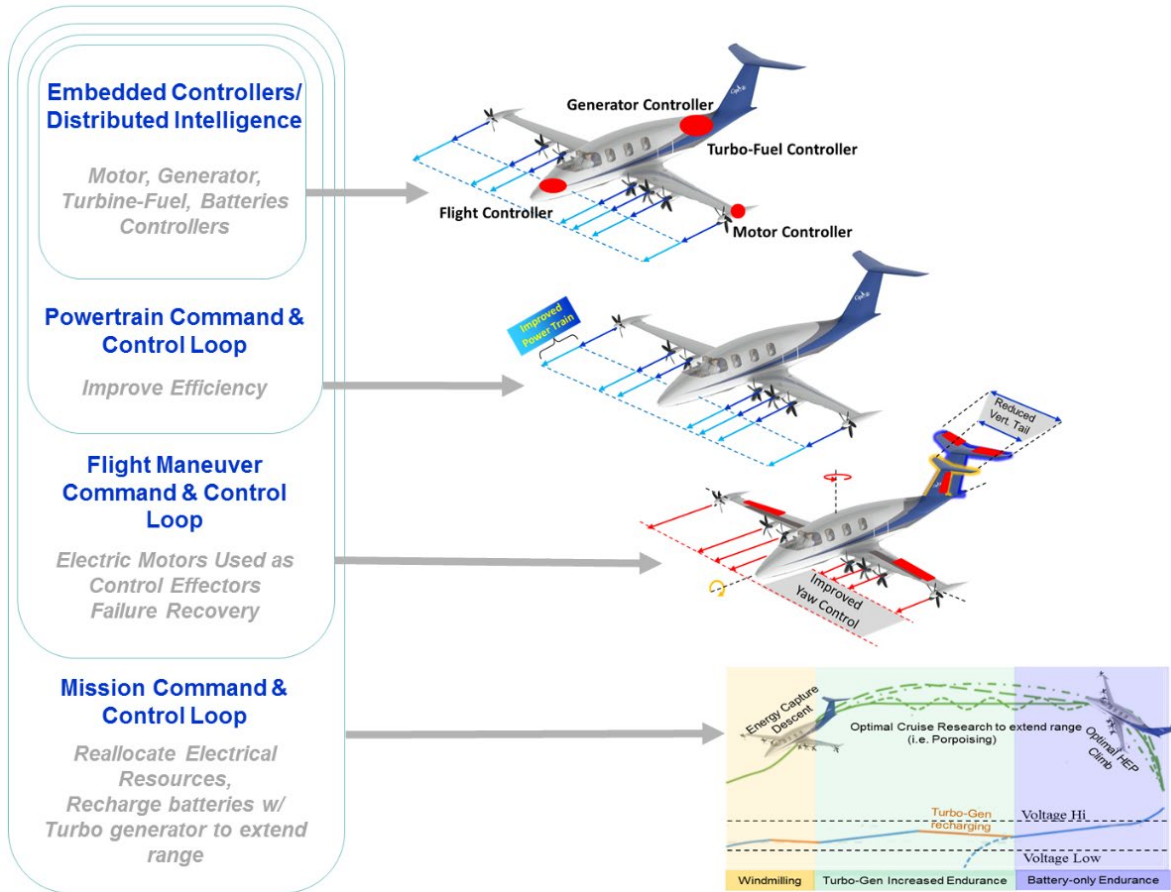 Embedded Controllers/
Distributed Intelligence
Motor, Generator,
Turbine-Fuel, Batteries
Controllers
Generator Controller
Turbo-Fuel Controller
Flight Controller
Motor Controller
Powertrain Command &
Control Loop
Improve Efficiency
Improved
Power Train
Flight Maneuver
Command & Control
Loop
Electric Motors Used as
Control Effectors
Failure Recovery
Reduced
Vert. Tail
Improved
Yaw Control
Mission Command &
Control Loop
Reallocate Electrical
Resources,
Recharge batteries w/
Turbo generator to extend
range
Energy Capture
Descent
Optimal Cruise Research to extend range
(i.e. Porpoising)
Optimal HEP
Climb
Turbo-Gen
recharging
Voltage Hi
Voltage Low
Windmilling
Turbo-Gen Increased Endurance
Battery-only Endurance